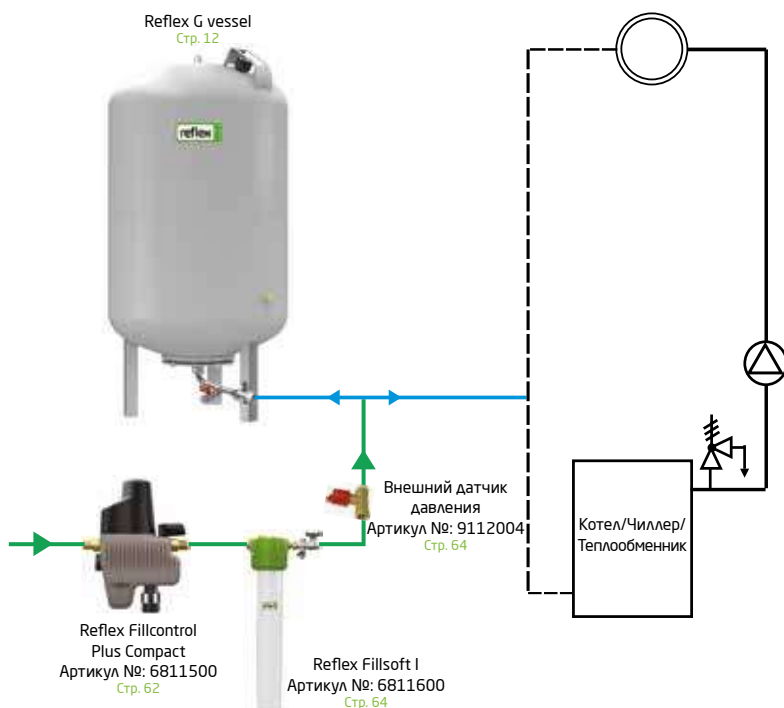 Reflex G vessel
Стр. 12
reflex
Внешний датчик
давления
Артикул №: 9112004
Стр. 64
Котел/Чиллер/
Теплообменник
Reflex Fillcontrol
Plus Compact
Артикул №: 6811500
Стр. 62
Reflex Fillsoft I
Артикул №: 6811600
Стр. 64